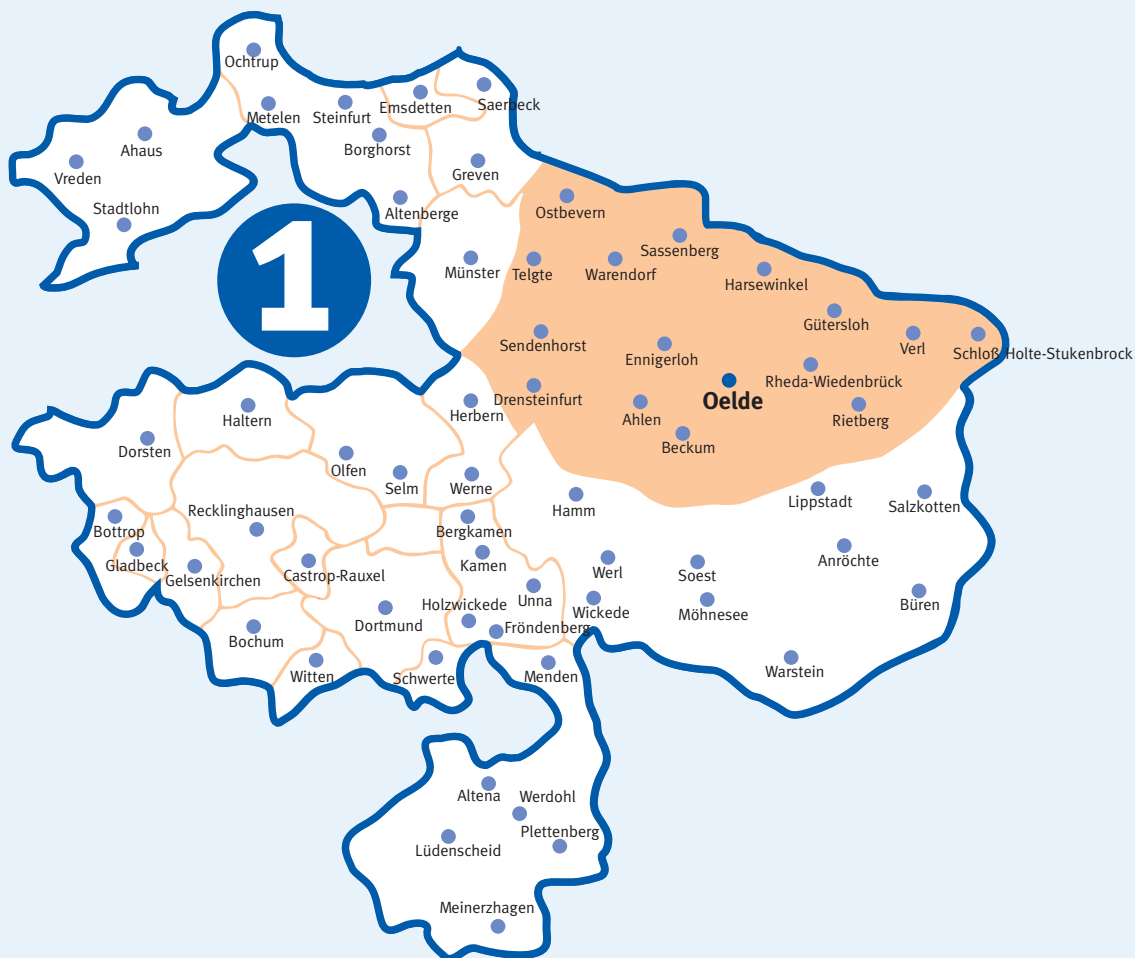 Ochtrup
Metelen
Steinfurt
Emsdetten
Saerbeck
Ahaus
Borghorst
Vreden
Greven
Stadtlohn
Altenberge
Ostbevern
1
Münster
Telgte
Warendorf
Sassenberg
Harsewinkel
Gütersloh
Sendenhorst
Ennigerloh
Verl
Schloß Holte-Stukenbrock
Rheda-Wiedenbrück
Drensteinfurt
Oelde
Herbern
Ahlen
Rietberg
Haltern
Beckum
Dorsten
Olfen
Selm
Werne
Lippstadt
Salzkotten
Recklinghausen
Hamm
Bottrop
Bergkamen
Gladbeck
Gelsenkirchen
Castrop-Rauxel
Kamen
Werl
Soest
Anröchte
Holzwickede
Unna
Wickede
Möhnesee
Büren
Dortmund
Fröndenberg
Bochum
Witten
Schwerte
Menden
Warstein
Altena
Werdohl
Plettenberg
Lüdenscheid
Meinerzhagen